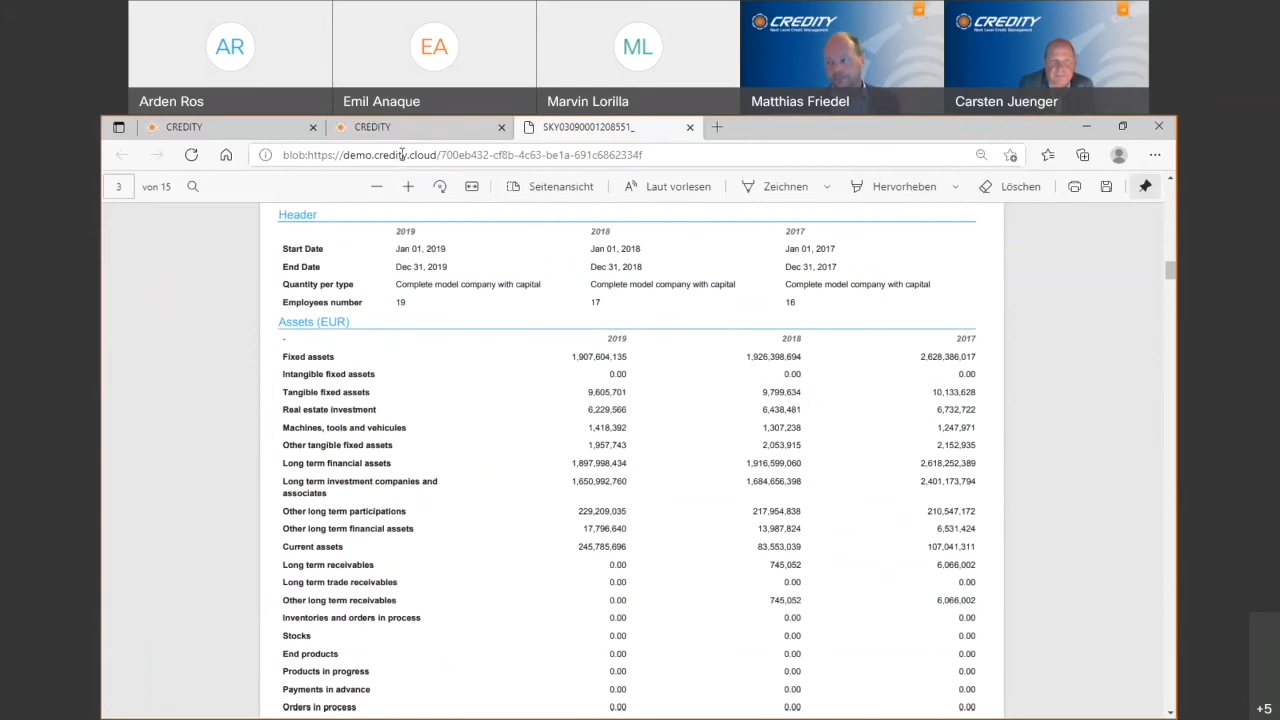 AR
EA
ML
CREDITY
Next Level Credit Management
CREDITY
Next Level Credit Management
Arden Ros
Emil Anaque
Marvin Lorilla
Matthias Friedel
Carsten Juenger
CREDITY
CREDITY
SKY03090001208551_
blob:https://demo.credity.cloud/700eb432-cf8b-4c63-be1a-691c6862334f
3 von 15 Seitenansicht Laut vorlesen Zeichnen Hervorheben Löschen
Header
2019 2018 2017
Start Date Jan 01, 2019 Jan 01, 2018 Jan 01, 2017
End Date Dec 31, 2019 Dec 31, 2018 Dec 31, 2017
Quantity per type Complete model company with capital Complete model company with capital Complete model company with capital
Employees number 19 17 16
Assets (EUR)
- 2019 2018 2017
Fixed assets 1,907,604,135 1,926,398,694 2,628,386,017
Intangible fixed assets 0.00 0.00 0.00
Tangible fixed assets 9,605,701 9,799,634 10,133,628
Real estate investment 6,229,566 6,438,481 6,732,722
Machines, tools and vehicules 1,418,392 1,307,238 1,247,971
Other tangible fixed assets 1,957,743 2,053,915 2,152,935
Long term financial assets 1,897,998,434 1,916,599,060 2,618,252,389
Long term investment companies and 1,650,992,760 1,684,656,398 2,401,173,794
associates
Other long term participations 229,209,035 217,954,838 210,547,172
Other long term financial assets 17,796,640 13,987,824 6,531,424
Current assets 245,785,696 83,553,039 107,041,311
Long term receivables 0.00 745,052 6,066,002
Long term trade receivables 0.00 0.00 0.00
Other long term receivables 0.00 745,052 6,066,002
Inventories and orders in process 0.00 0.00 0.00
Stocks 0.00 0.00 0.00
End products 0.00 0.00 0.00
Products in progress 0.00 0.00 0.00
Payments in advance 0.00 0.00 0.00
Orders in process 0.00 0.00 0.00
+5